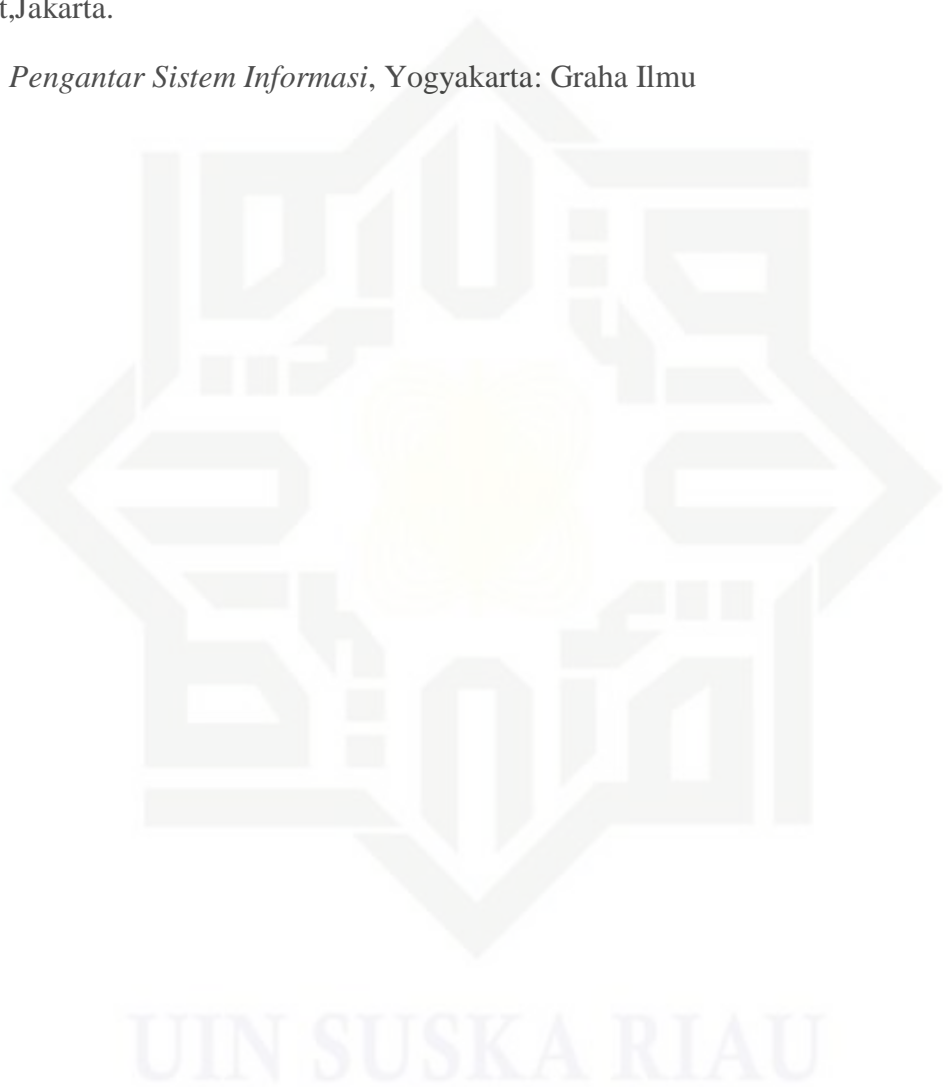 t,Jakarta.
Pengantar Sistem Informasi, Yogyakarta: Graha Ilmu
UIN SUSKA RIAU